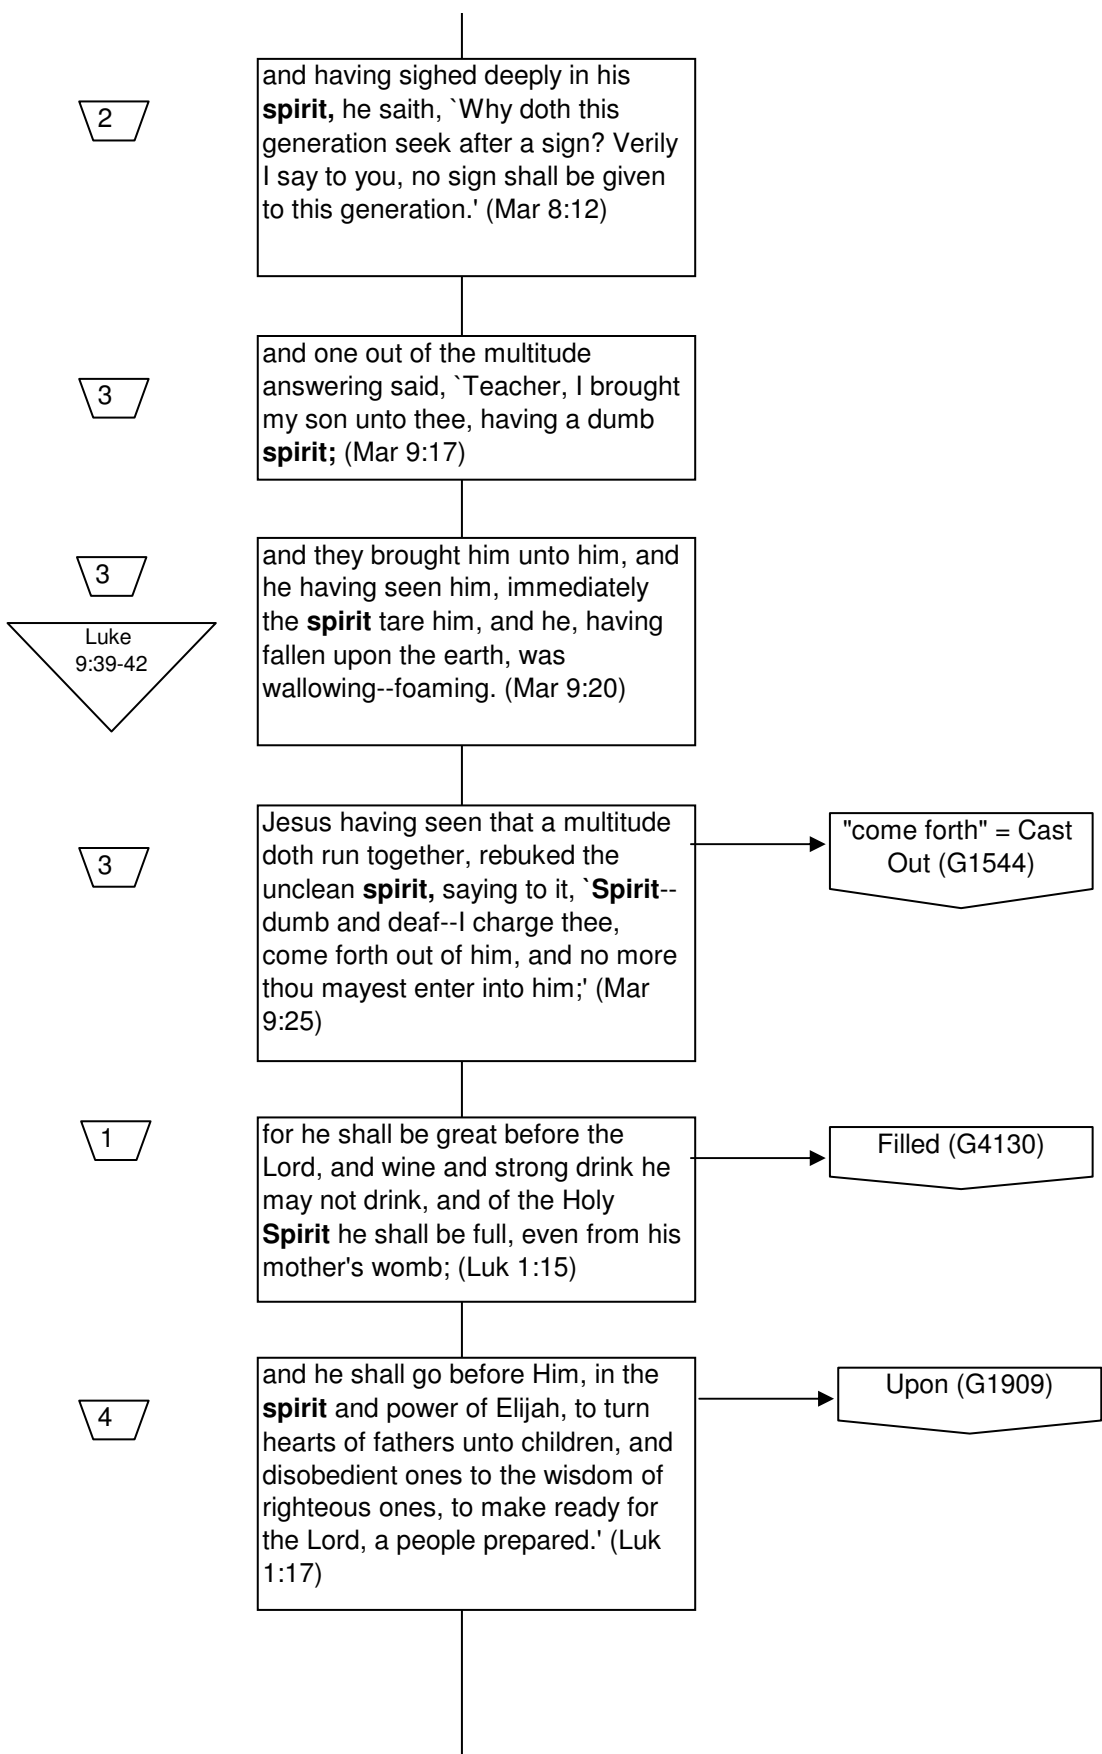 2
and having sighed deeply in his
spirit, he saith, `Why doth this
generation seek after a sign? Verily
I say to you, no sign shall be given
to this generation.' (Mar 8:12)
3
and one out of the multitude
answering said, `Teacher, I brought
my son unto thee, having a dumb
spirit; (Mar 9:17)
3
Luke
9:39-42
and they brought him unto him, and
he having seen him, immediately
the spirit tare him, and he, having
fallen upon the earth, was
wallowing--foaming. (Mar 9:20)
3
Jesus having seen that a multitude
doth run together, rebuked the
unclean spirit, saying to it, `Spirit--
dumb and deaf--I charge thee,
come forth out of him, and no more
thou mayest enter into him;' (Mar
9:25)
"come forth" = Cast
Out (G1544)
1
for he shall be great before the
Lord, and wine and strong drink he
may not drink, and of the Holy
Spirit he shall be full, even from his
mother's womb; (Luk 1:15)
Filled (G4130)
4
and he shall go before Him, in the
spirit and power of Elijah, to turn
hearts of fathers unto children, and
disobedient ones to the wisdom of
righteous ones, to make ready for
the Lord, a people prepared.' (Luk
1:17)
Upon (G1909)